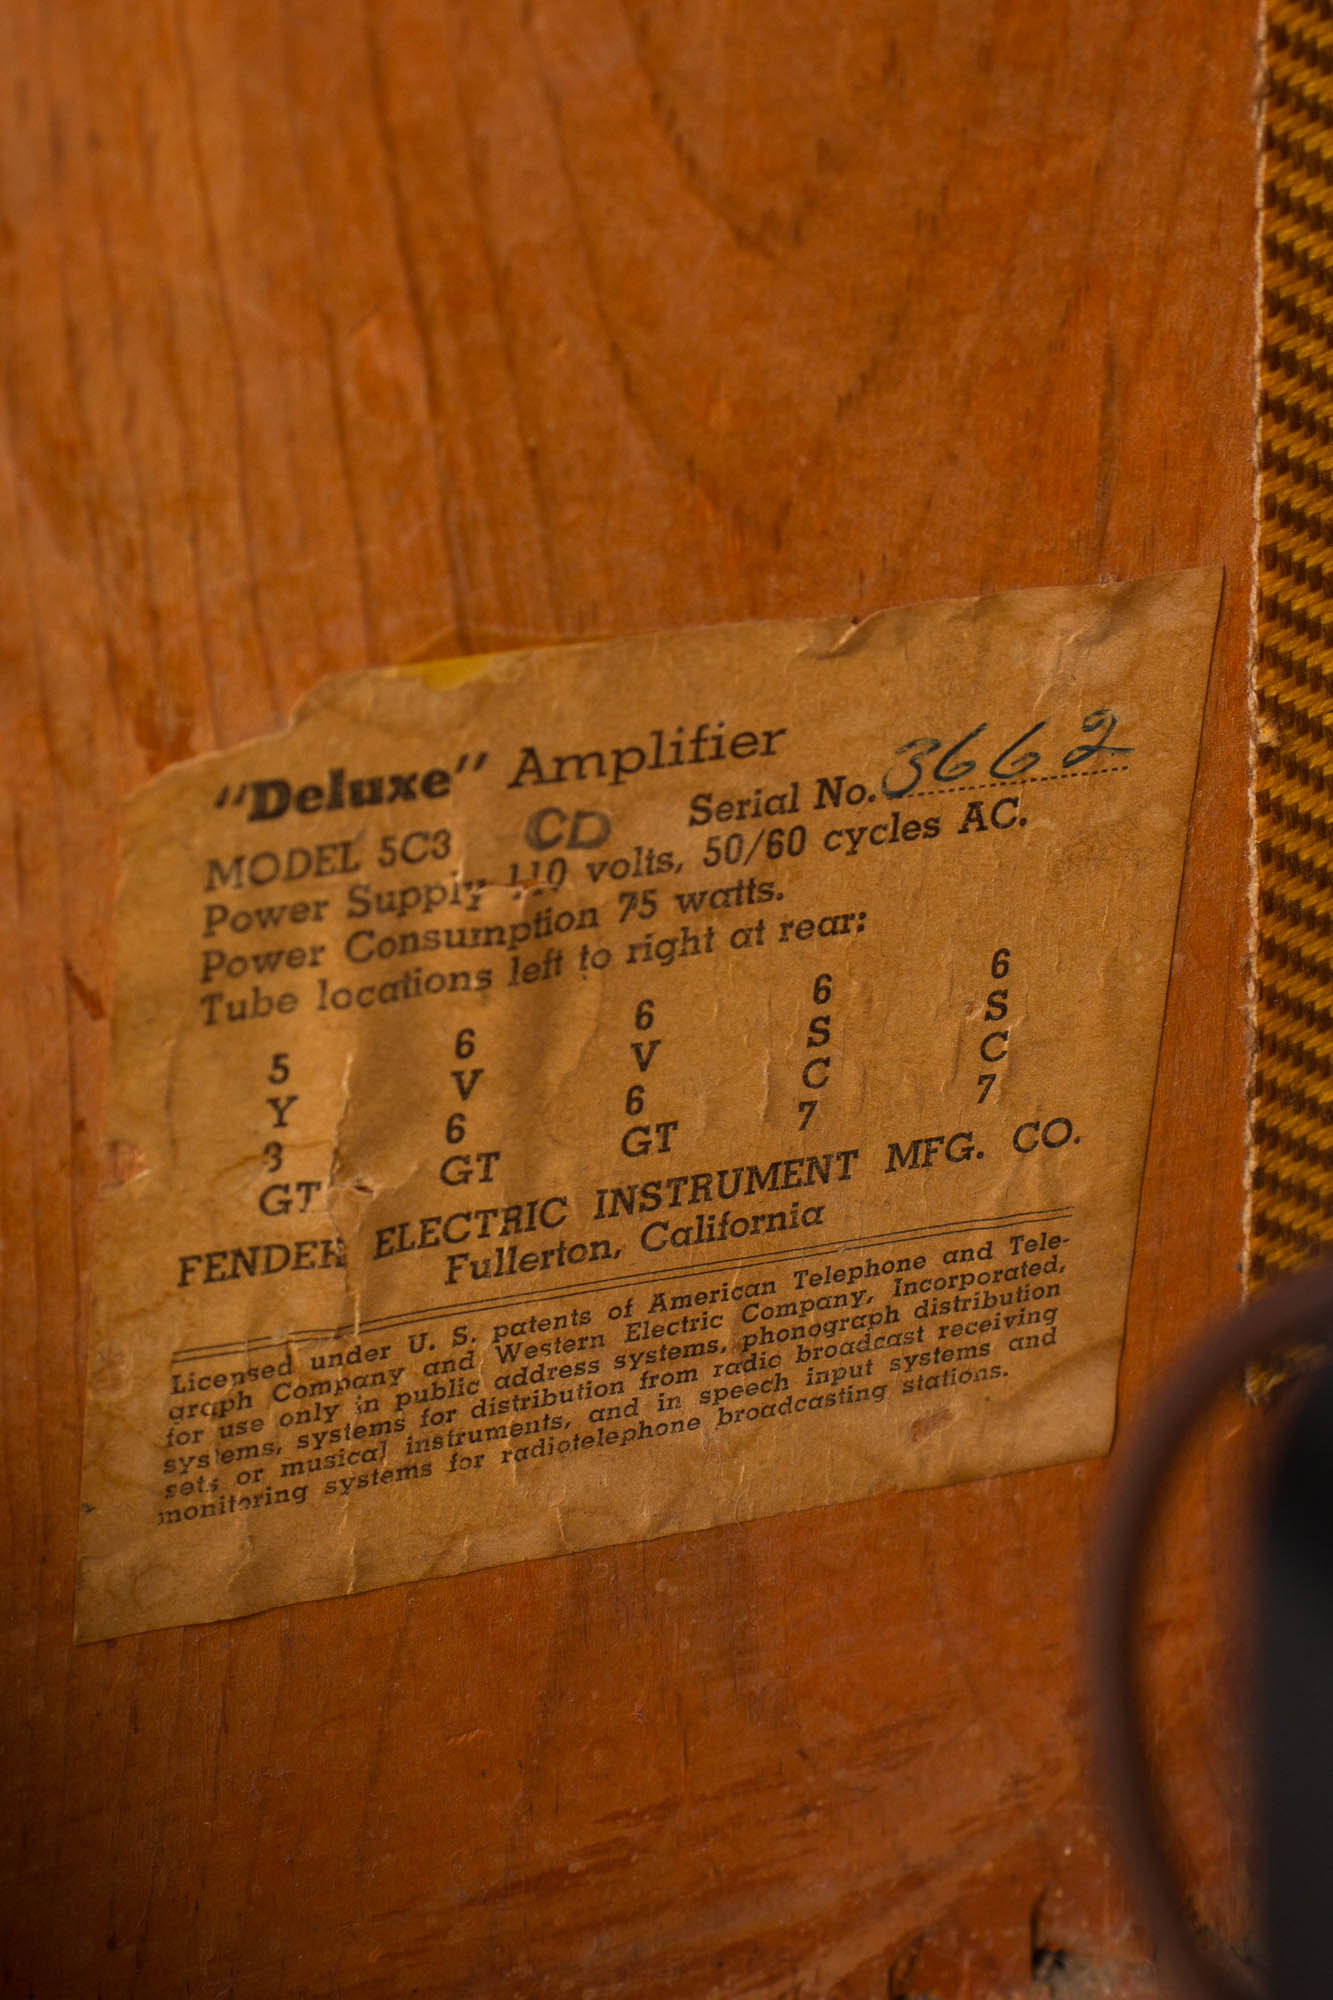 "Deluxe" Amplifier
MODEL 5C3 CD Serial No. 3662
Power Supply 110 volts, 50/60 cycles AC.
Power Consumption 75 watts.
Tube locations left to right at rear:
5 6 6 6 6
Y V V S S
3 6 6 C C
GT GT GT 7 7
FENDER ELECTRIC INSTRUMENT MFG. CO.
Fullerton, California
Licensed under U. S. patents of American Telephone and Tele-
graph Company and Western Electric Company, Incorporated,
for use only in public address systems, phonograph distribution
systems, systems for distribution from radio broadcast receiving
sets or musical instruments, and in speech input systems and
monitoring systems for radiotelephone broadcasting stations.